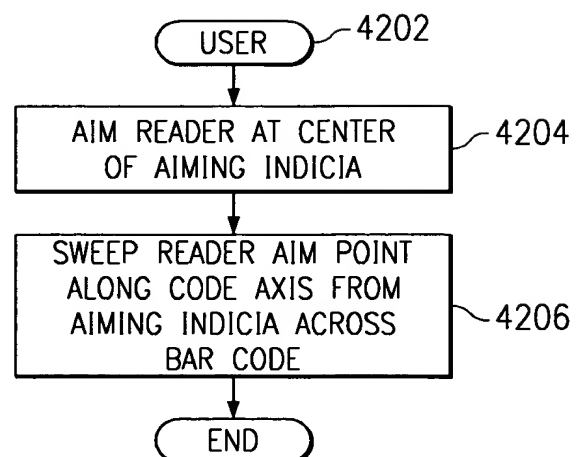 USER
4202
AIM READER AT CENTER
OF AIMING INDICIA
4204
SWEEP READER AIM POINT
ALONG CODE AXIS FROM
AIMING INDICIA ACROSS
BAR CODE
4206
END